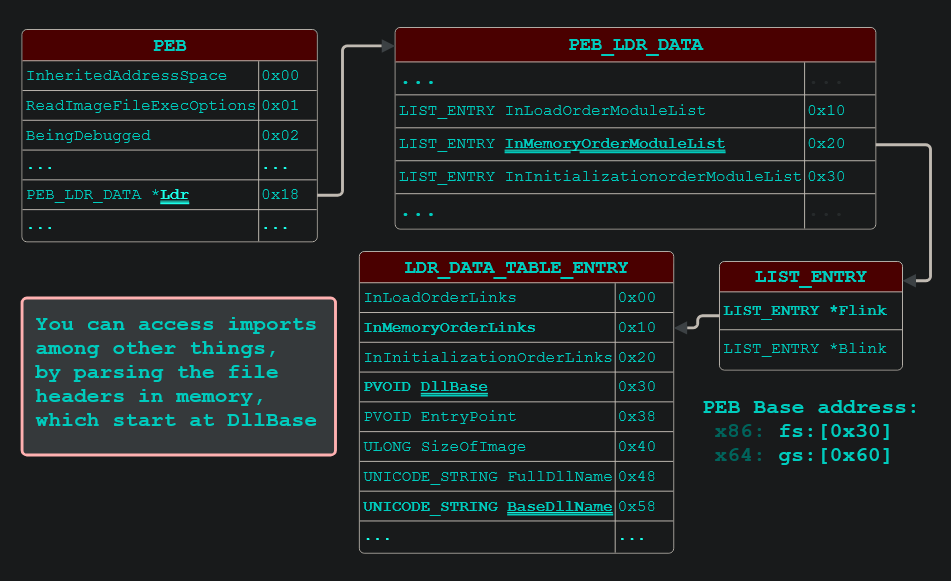 PEB
InheritedAddressSpace 0x00
ReadImageFileExecOptions 0x01
BeingDebugged 0x02
... ...
PEB_LDR_DATA *Ldr 0x18
... ...
PEB_LDR_DATA
... ...
LIST_ENTRY InLoadOrderModuleList 0x10
LIST_ENTRY InMemoryOrderModuleList 0x20
LIST_ENTRY InInitializationorderModuleList 0x30
... ...
LDR_DATA_TABLE_ENTRY
InLoadOrderLinks 0x00
InMemoryOrderLinks 0x10
InInitializationOrderLinks 0x20
PVOID DllBase 0x30
PVOID EntryPoint 0x38
ULONG SizeOfImage 0x40
UNICODE_STRING FullDllName 0x48
UNICODE_STRING BaseDllName 0x58
... ...
LIST_ENTRY
LIST_ENTRY *Flink
LIST_ENTRY *Blink
You can access imports
among other things,
by parsing the file
headers in memory,
which start at DllBase
PEB Base address:
x86: fs:[0x30]
x64: gs:[0x60]